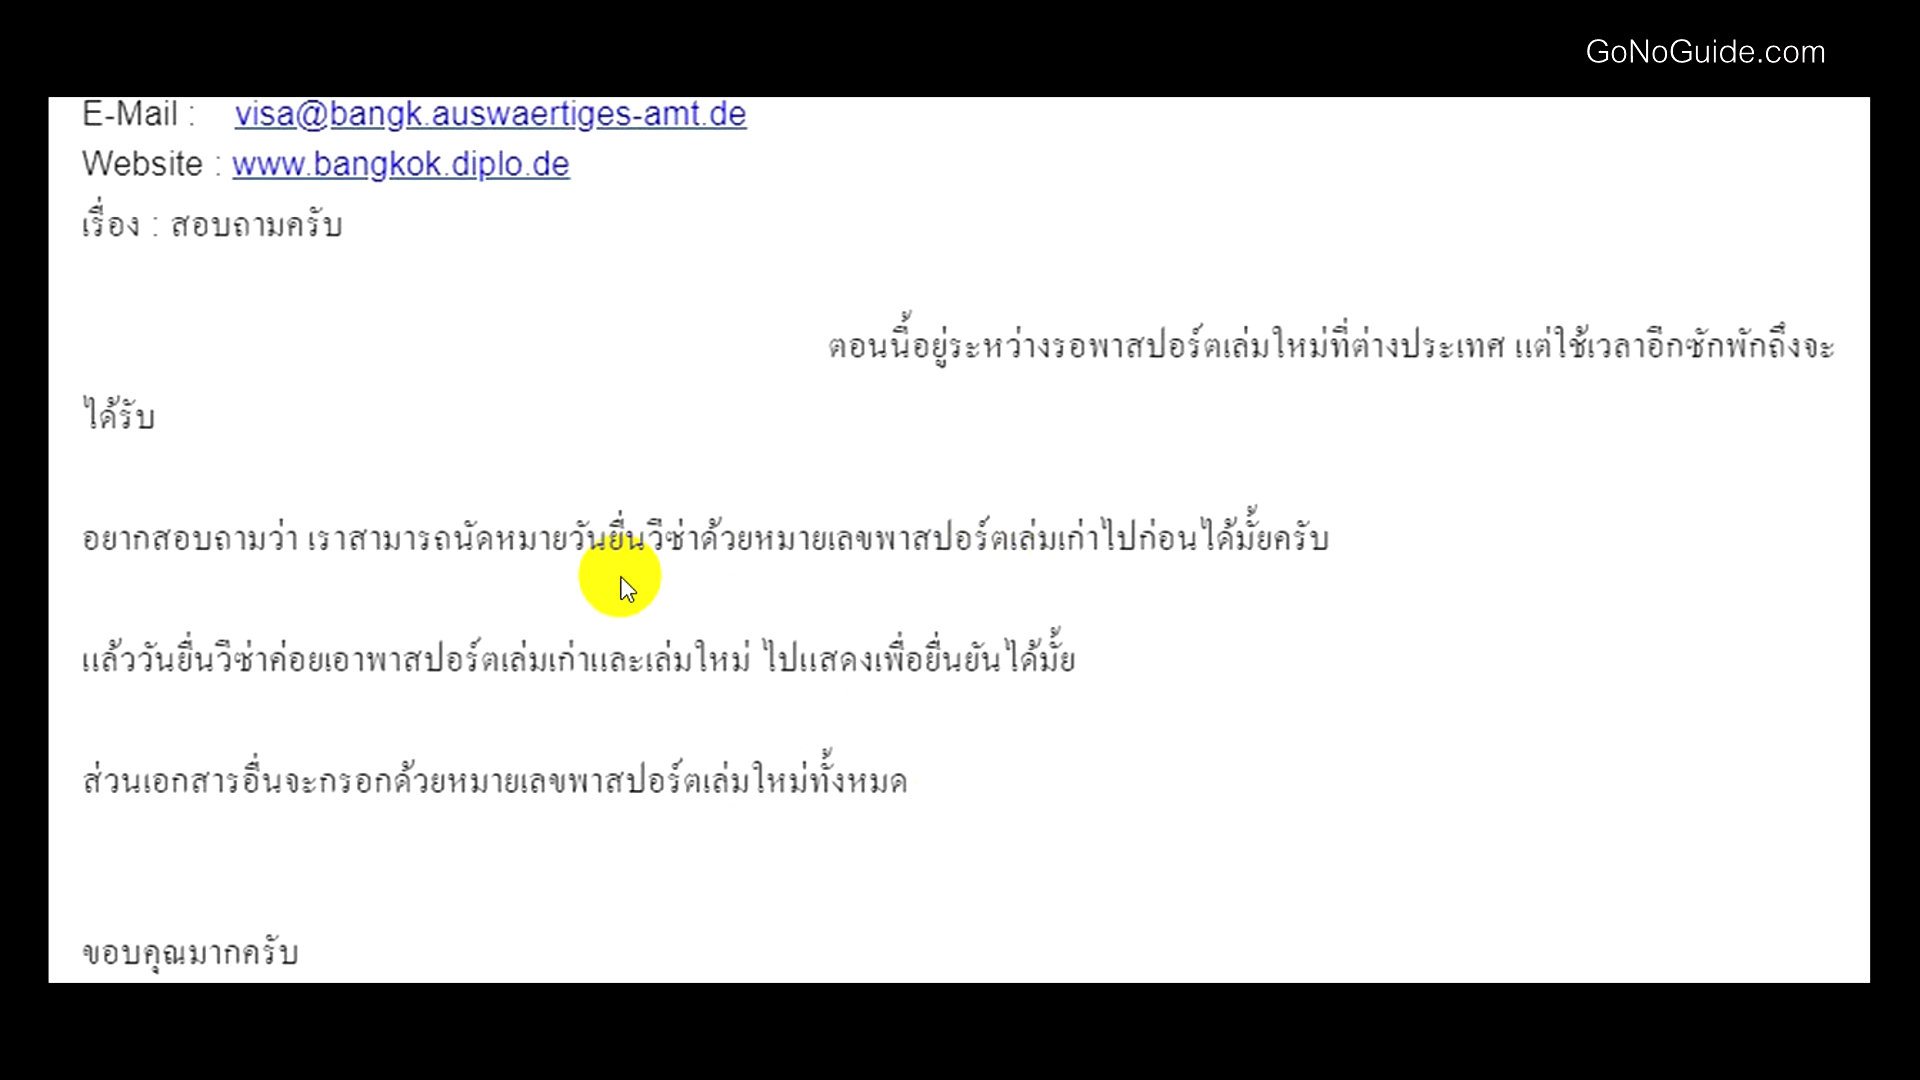 GoNoGuide.com
E-Mail : visa@bangk.auswaertiges-amt.de
Website : www.bangkok.diplo.de
เรื่อง : สอบถามครับ
ตอนนี้อยู่ระหว่างรอพาสปอร์ตเล่มใหม่ที่ต่างประเทศ แต่ใช้เวลาอีกซักพักถึงจะ
ได้รับ
อยากสอบถามว่า เราสามารถนัดหมายวันยื่นวีซ่าด้วยหมายเลขพาสปอร์ตเล่มเก่าไปก่อนได้มั้ยครับ
แล้ววันยื่นวีซ่าค่อยเอาพาสปอร์ตเล่มเก่าและเล่มใหม่ ไปแสดงเพื่อยื่นยันได้มั้ย
ส่วนเอกสารอื่นจะกรอกด้วยหมายเลขพาสปอร์ตเล่มใหม่ทั้งหมด
ขอบคุณมากครับ